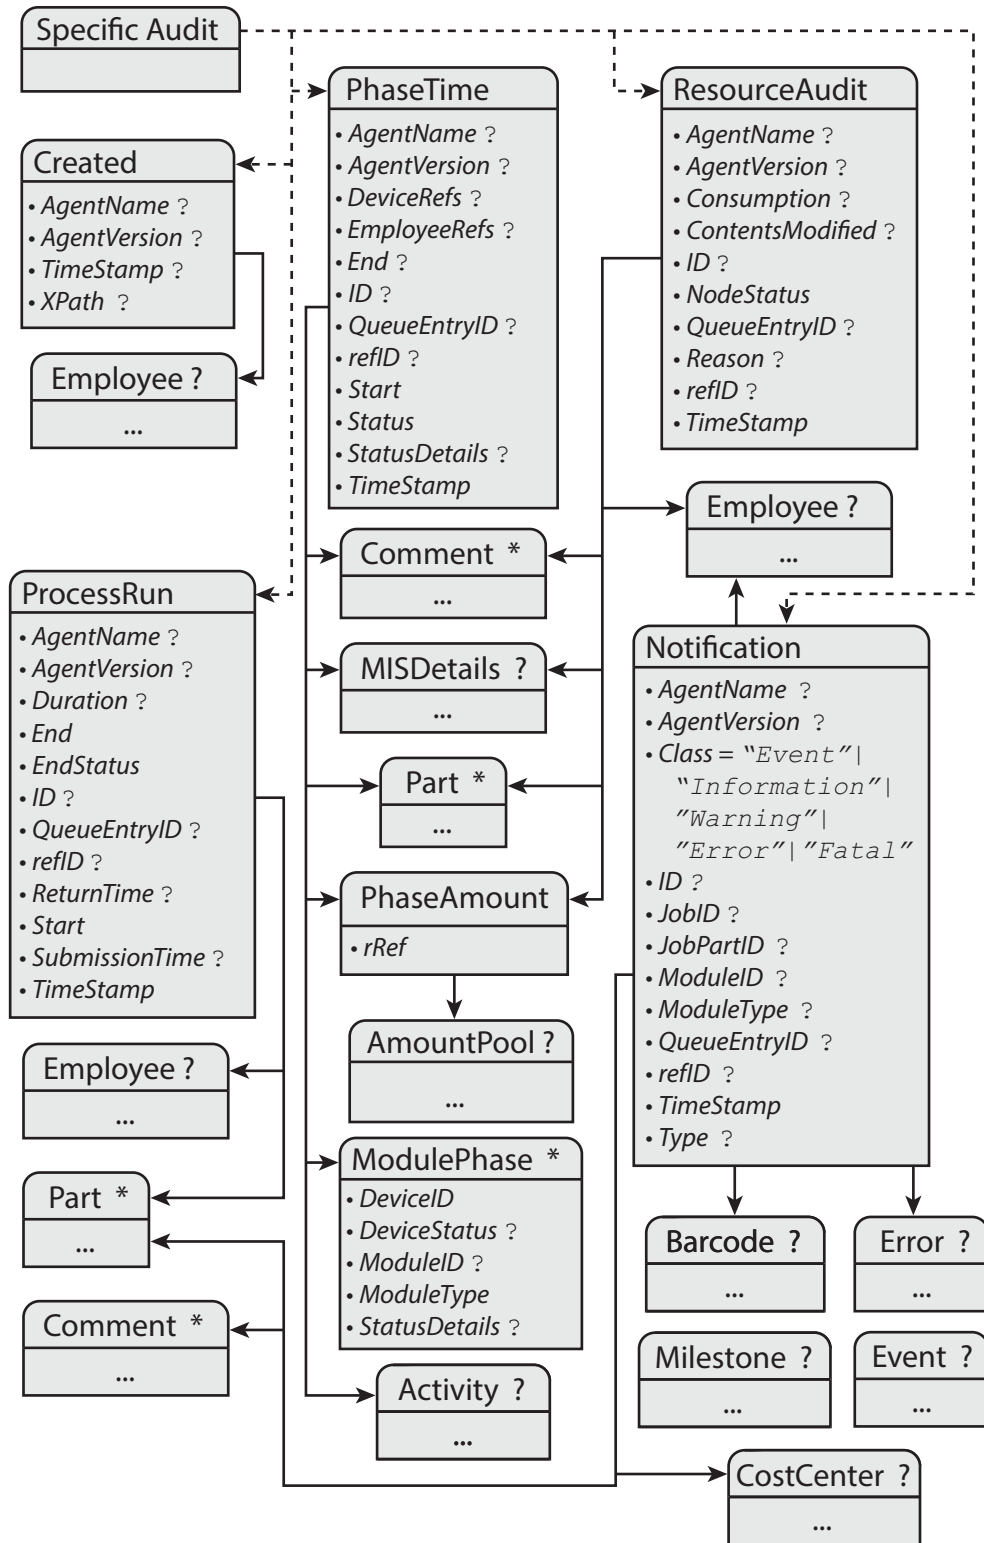 Specific Audit
PhaseTime
• AgentName ?
• AgentVersion ?
• DeviceRefs ?
• EmployeeRefs ?
• End ?
• ID ?
• QueueEntryID ?
• refID ?
• Start
• Status
• StatusDetails ?
• TimeStamp
ResourceAudit
• AgentName ?
• AgentVersion ?
• Consumption ?
• ContentsModified ?
• ID ?
• NodeStatus
• QueueEntryID ?
• Reason ?
• refID ?
• TimeStamp
Created
• AgentName ?
• AgentVersion ?
• TimeStamp ?
• XPath ?
Employee ?
...
Employee ?
...
Comment *
...
ProcessRun
• AgentName ?
• AgentVersion ?
• Duration ?
• End
• EndStatus
• ID ?
• QueueEntryID ?
• refID ?
• ReturnTime ?
• Start
• SubmissionTime ?
• TimeStamp
MISDetails ?
...
Part *
...
PhaseAmount
• rRef
AmountPool ?
...
Notification
• AgentName ?
• AgentVersion ?
• Class = “Event”|
“Information”|
”Warning”|
”Error”|”Fatal”
• ID ?
• JobID ?
• JobPartID ?
• ModuleID ?
• ModuleType ?
• QueueEntryID ?
• refID ?
• TimeStamp
• Type ?
Employee ?
...
Part *
...
Comment *
...
ModulePhase *
• DeviceID
• DeviceStatus ?
• ModuleID ?
• ModuleType
• StatusDetails ?
Activity ?
...
Barcode ?
...
Error ?
...
Milestone ?
...
Event ?
...
CostCenter ?
...